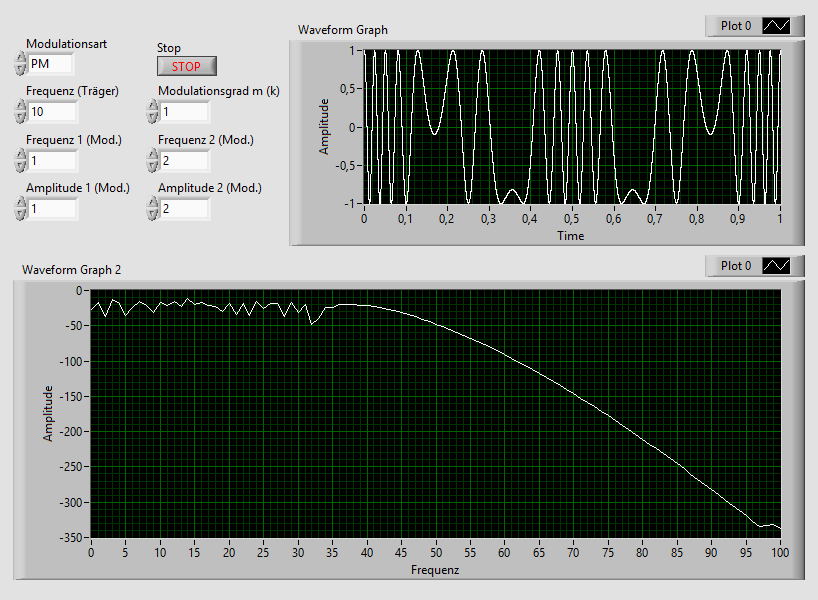 Modulationsart
PM
Stop
STOP
Frequenz (Träger)
10
Modulationsgrad m (k)
1
Frequenz 1 (Mod.)
1
Frequenz 2 (Mod.)
2
Amplitude 1 (Mod.)
1
Amplitude 2 (Mod.)
2
Waveform Graph
Plot 0
Amplitude
1
0,5
0
-0,5
-1
0 0,1 0,2 0,3 0,4 0,5 0,6 0,7 0,8 0,9 1
Time
Waveform Graph 2
Plot 0
Amplitude
0
-50
-100
-150
-200
-250
-300
-350
0 5 10 15 20 25 30 35 40 45 50 55 60 65 70 75 80 85 90 95 100
Frequenz